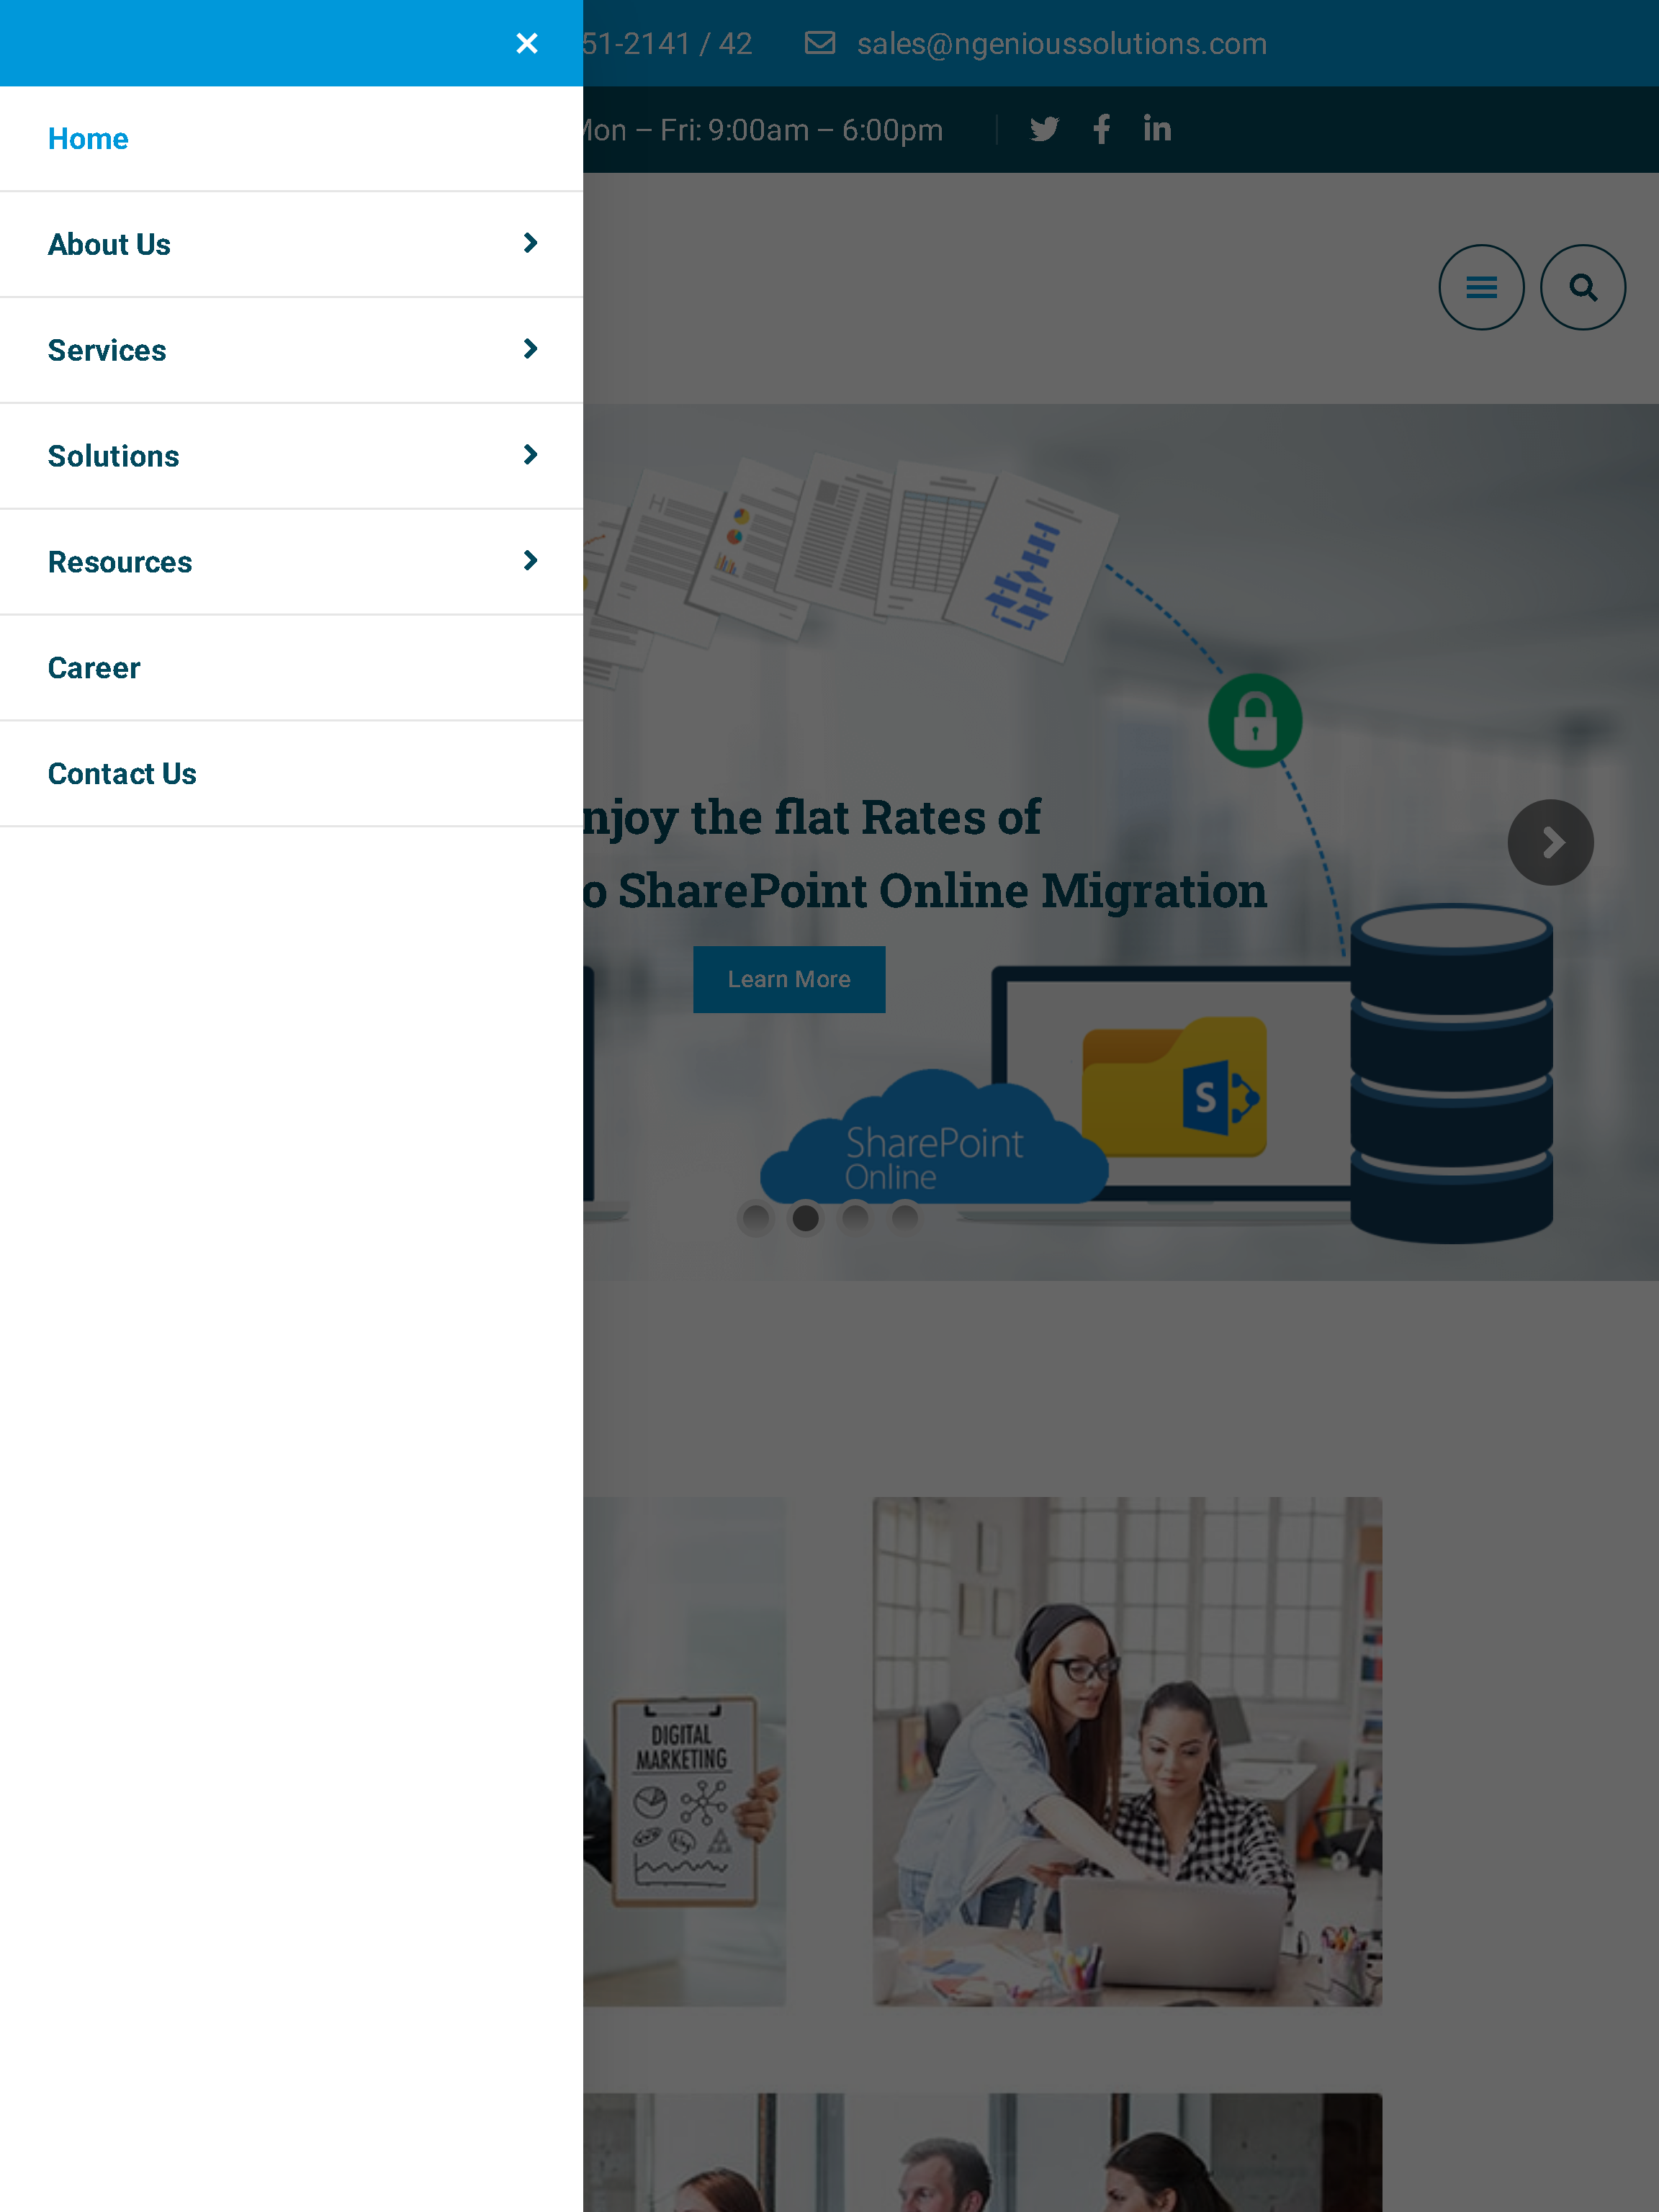 51-2141 / 42
sales@ngenioussolutions.com
Mon – Fri: 9:00am – 6:00pm
Home
About Us
Services
Solutions
Resources
Career
Contact Us
njoy the flat Rates of
o SharePoint Online Migration
Learn More
S
SharePoint
Online
DIGITAL
MARKETING